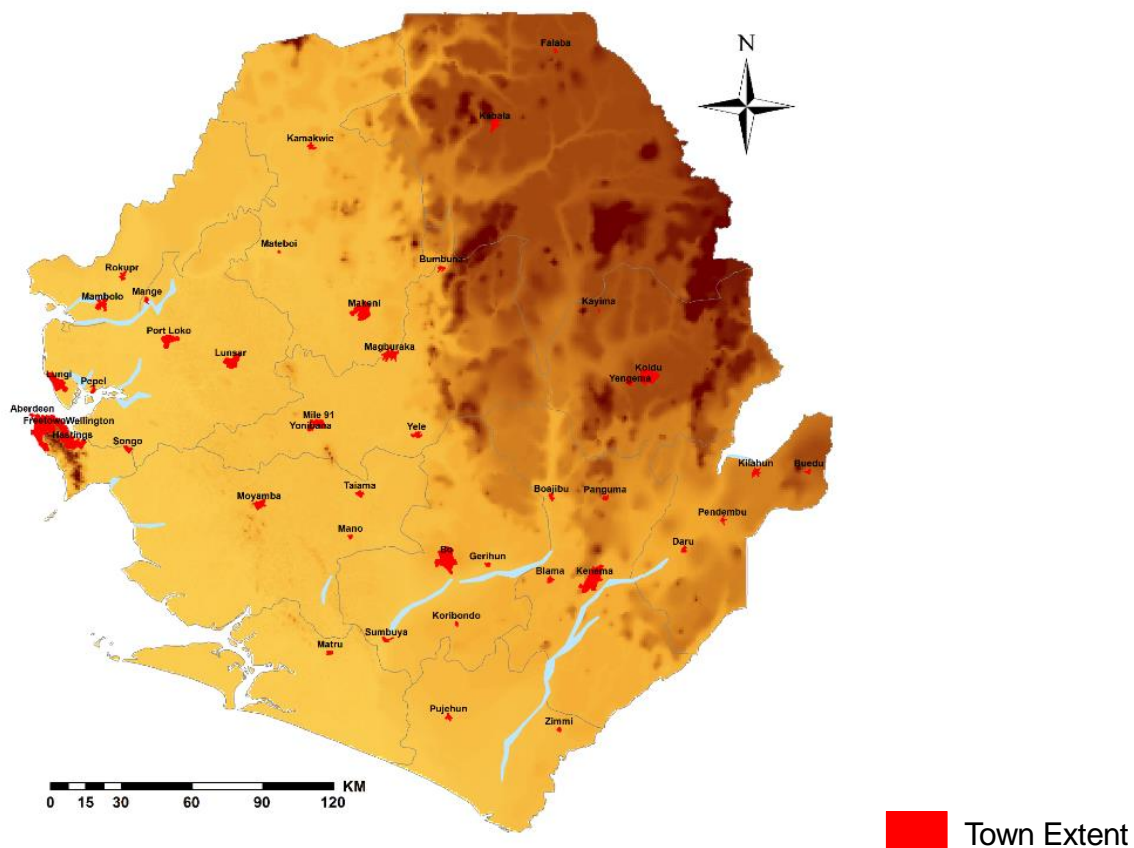 Falaba
N
Kabala
Kamakwie
Mateboi
Bumbuna
Rokupr
Mambolo
Mange
Kayima
Makeni
Port Loko
Magburaka
Lunsar
Koidu
Yengema
Lungi
Pepel
Aberdeen
Freetown
Wellington
Hastings
Mile 91
Yonibana
Yele
Songo
Kilahun
Buedu
Moyamba
Taiama
Boajibu
Panguma
Pendembu
Mano
Daru
Bo
Gerihun
Blama
Kenema
Koribondo
Sumbuya
Matru
Pujehun
Zimmi
KM
0 15 30 60 90 120
Town Extent